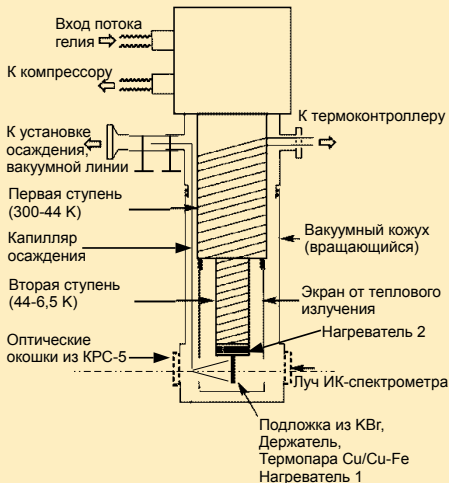 Вход потока
гелия
К компрессору
К термоконтроллеру
К установке
осаждения,
вакуумной линии
Первая ступень
(300-44 K)
Капилляр
осаждения
Вакуумный кожух
(вращающийся)
Вторая ступень
(44-6,5 K)
Экран от теплового
излучения
Нагреватель 2
Оптические
окошки из КРС-5
Луч ИК-спектрометра
Подложка из KBr,
Держатель,
Термопара Cu/Cu-Fe
Нагреватель 1